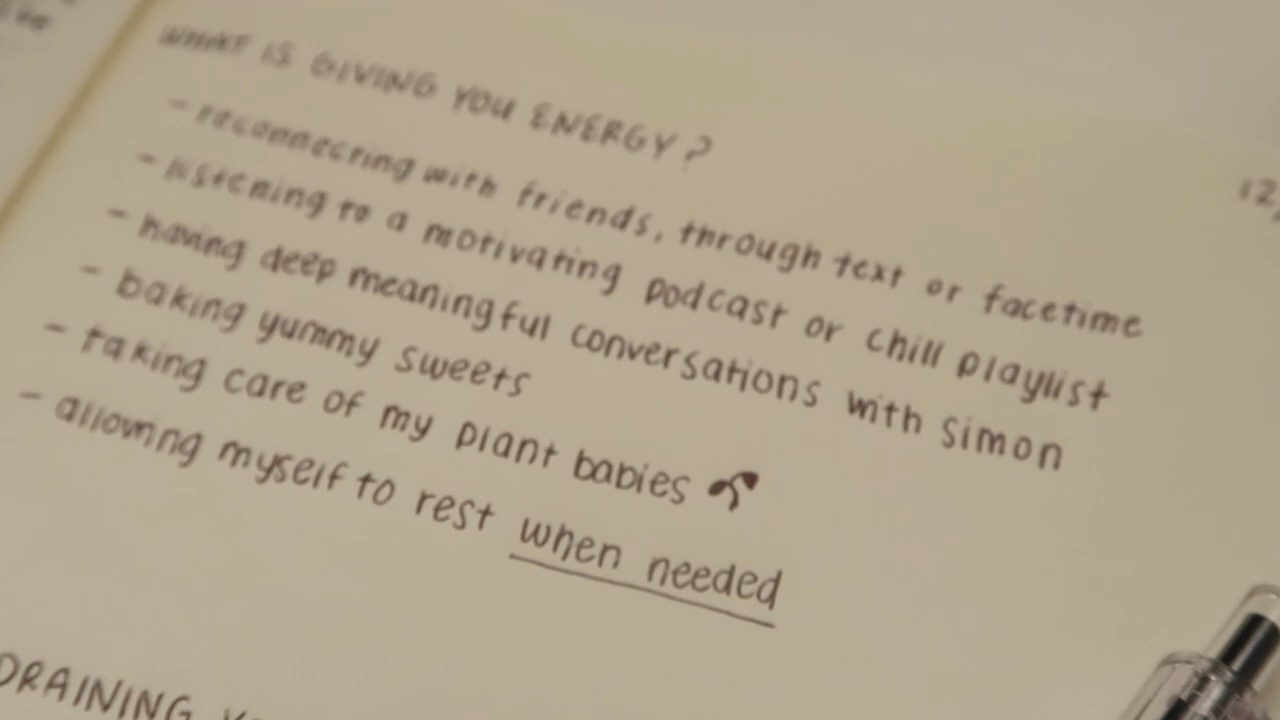 WHAT IS GIVING YOU ENERGY?
- reconnecting with friends, through text or facetime
- listening to a motivating podcast or chill playlist
- having deep meaningful conversations with simon
- baking yummy sweets
- taking care of my plant babies
- allowing myself to rest when needed
12,
DRAINING